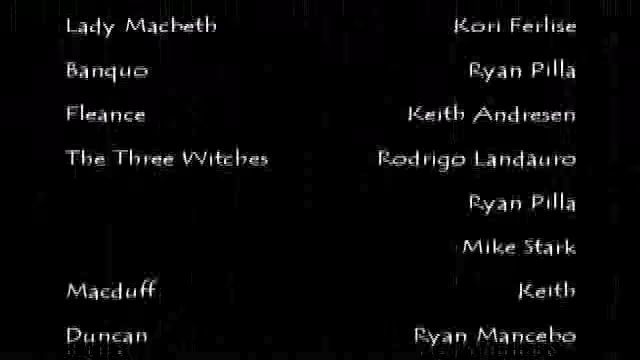 Lady Macbeth Kori Ferlise
Banquo Ryan Pilla
Fleance Keith Andresen
The Three Witches Rodrigo Landauro
Ryan Pilla
Mike Stark
Macduff Keith
Duncan Ryan Mancebo